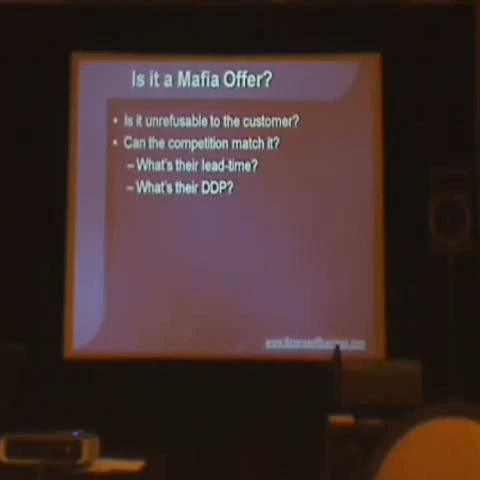 Is it a Mafia Offer?
• Is it unrefusable to the customer?
• Can the competition match it?
– What's their lead-time?
– What's their DDP?